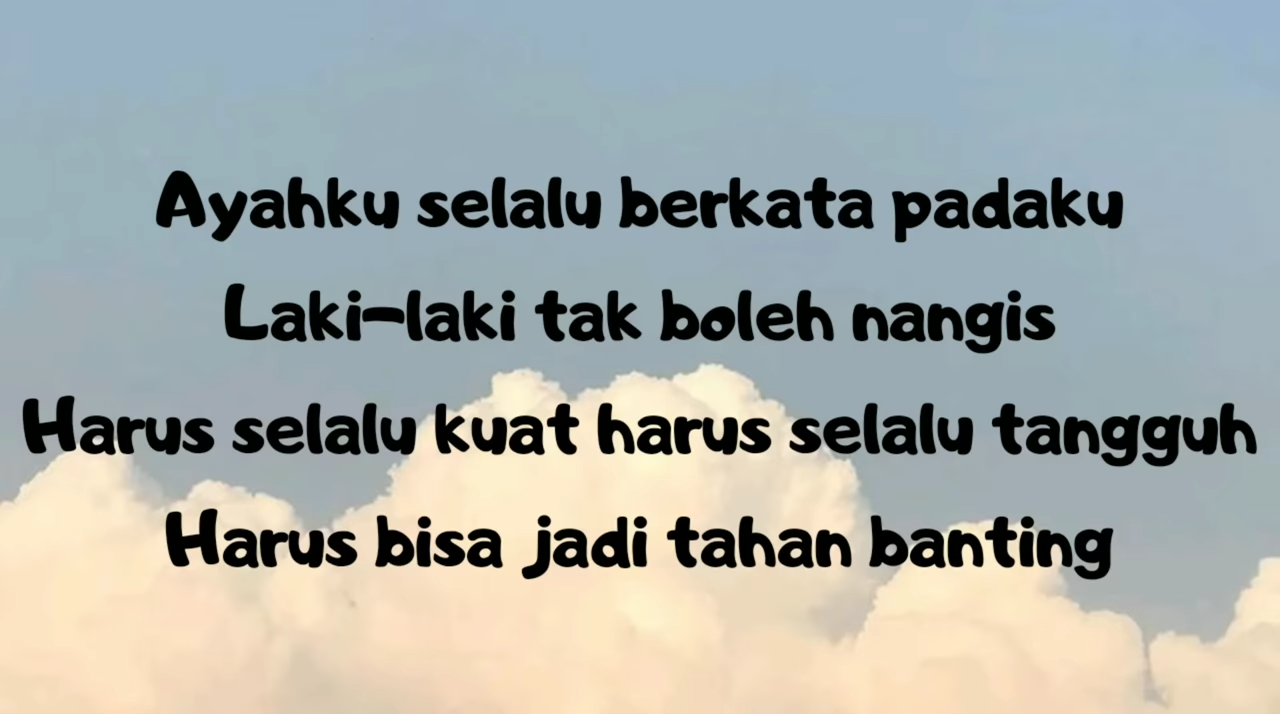 Ayahku selalu berkata padaku
Laki-laki tak boleh nangis
Harus selalu kuat harus selalu tangguh
Harus bisa jadi tahan banting